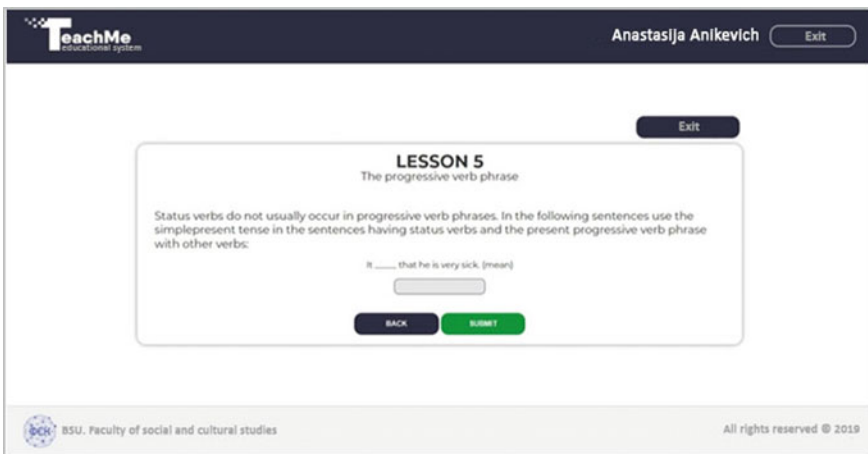 TeachMe
educational system
Anastasija Anikevich
Exit
Exit
LESSON 5
The progressive verb phrase
Status verbs do not usually occur in progressive verb phrases. In the following sentences use the
simplepresent tense in the sentences having status verbs and the present progressive verb phrase
with other verbs:
It ____ that he is very sick. (mean)
BACK
SUBMIT
ФСК BSU. Faculty of social and cultural studies
All rights reserved © 2019